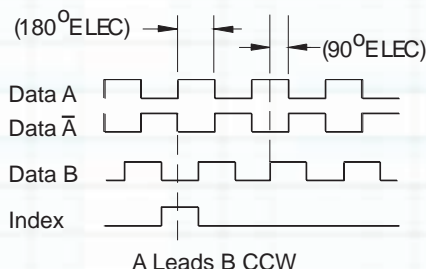 (180°ELEC)
(90°ELEC)
Data A
Data A̅
Data B
Index
A Leads B CCW